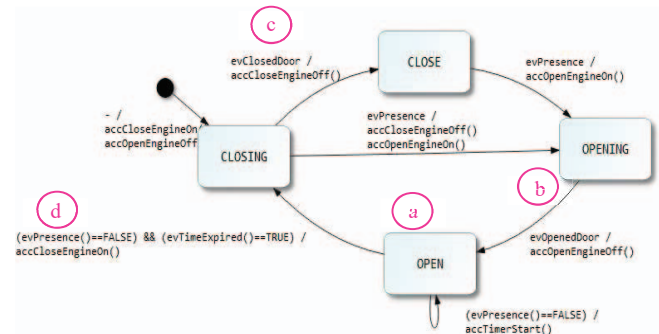 c
evClosedDoor /
accCloseEngineOff()
CLOSE
evPresence /
accOpenEngineOn()
- /
accCloseEngineOn(
accOpenEngineOff
evPresence /
accCloseEngineOff()
accOpenEngineOn()
CLOSING
OPENING
d
a
b
(evPresence()==FALSE) && (evTimeExpired()==TRUE) /
accCloseEngineOn()
evOpenedDoor /
accOpenEngineOff()
OPEN
(evPresence()==FALSE) /
accTimerStart()